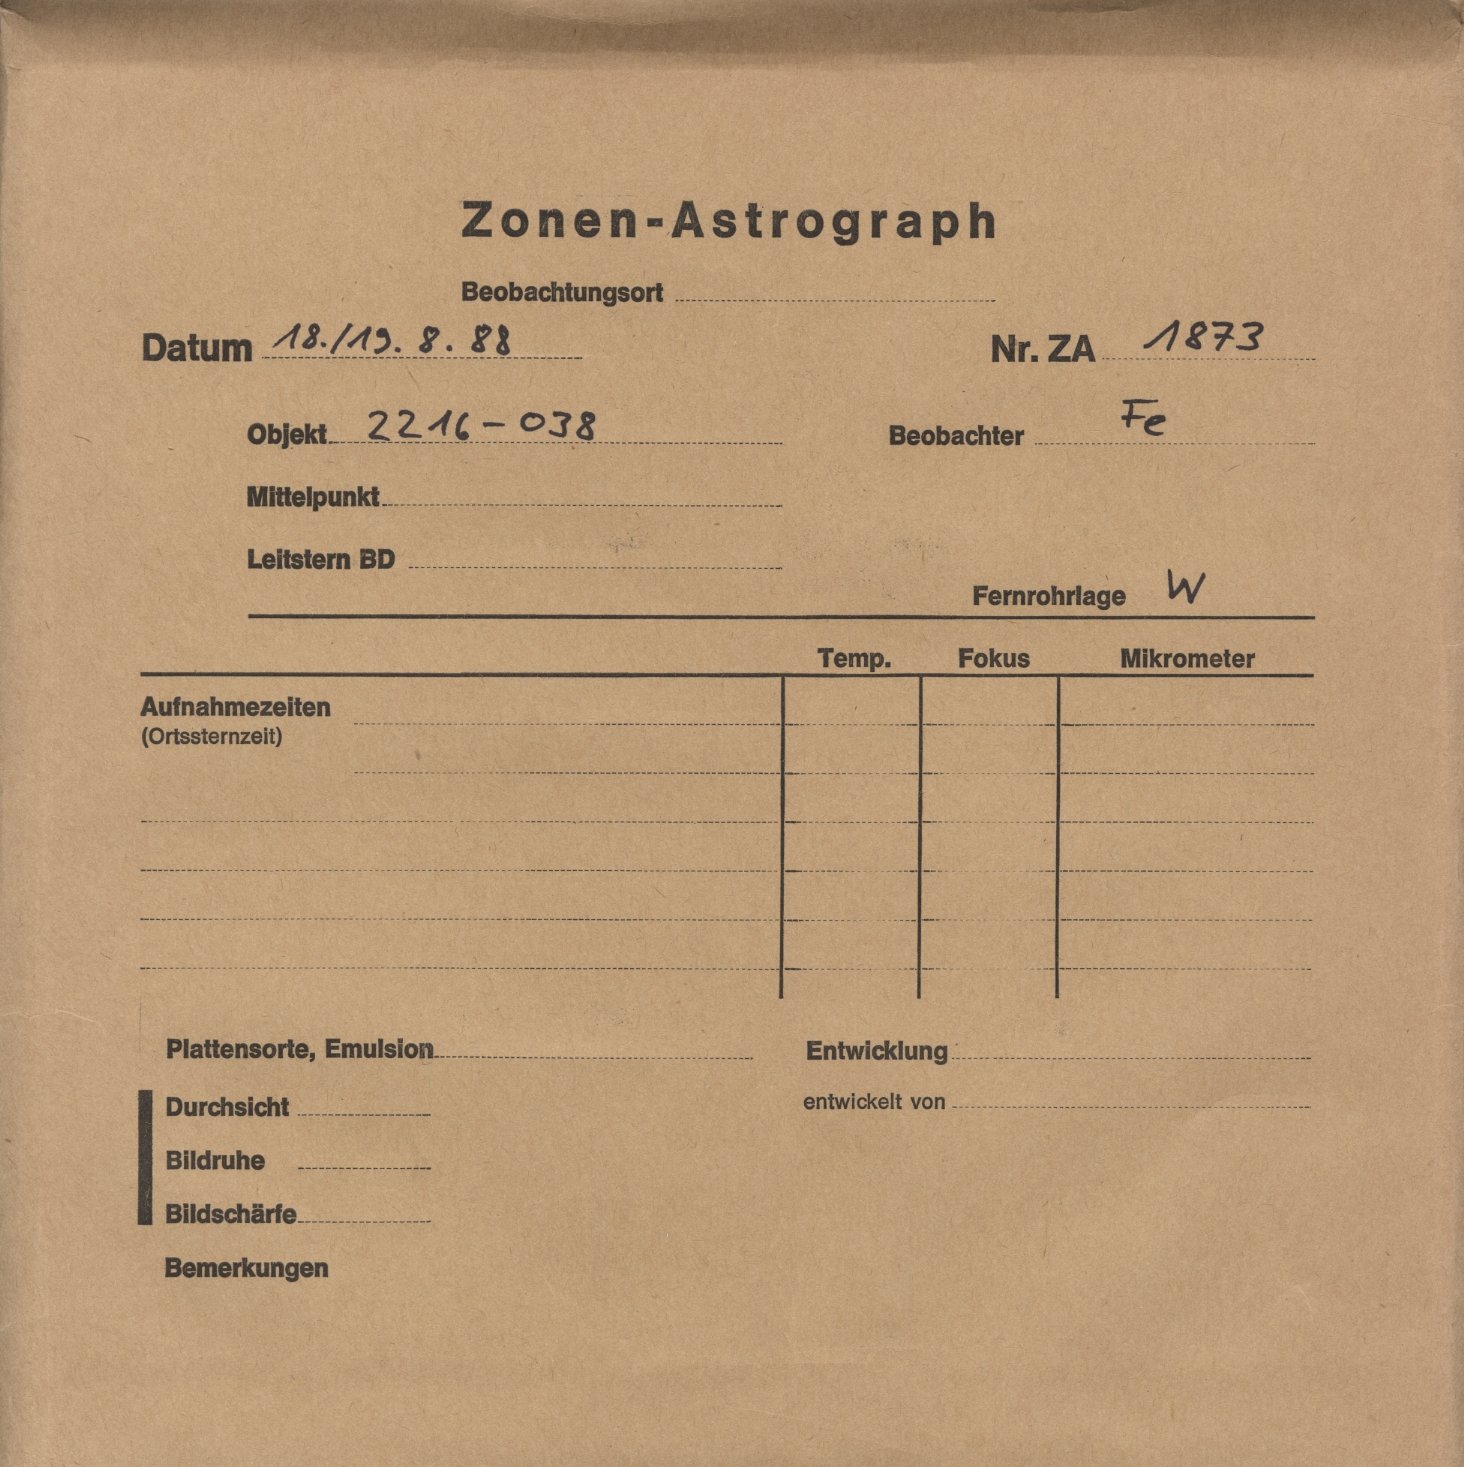 Zonen-Astrograph
Beobachtungsort
Datum 18./19. 8. 88 Nr. ZA 1873
Objekt 2216-038 Beobachter Fe
Mittelpunkt
Leitstern BD
Fernrohrlage W
Temp. Fokus Mikrometer
Aufnahmezeiten
(Ortssternzeit)
Plattensorte, Emulsion Entwicklung
Durchsicht entwickelt von
Bildruhe
Bildschärfe
Bemerkungen